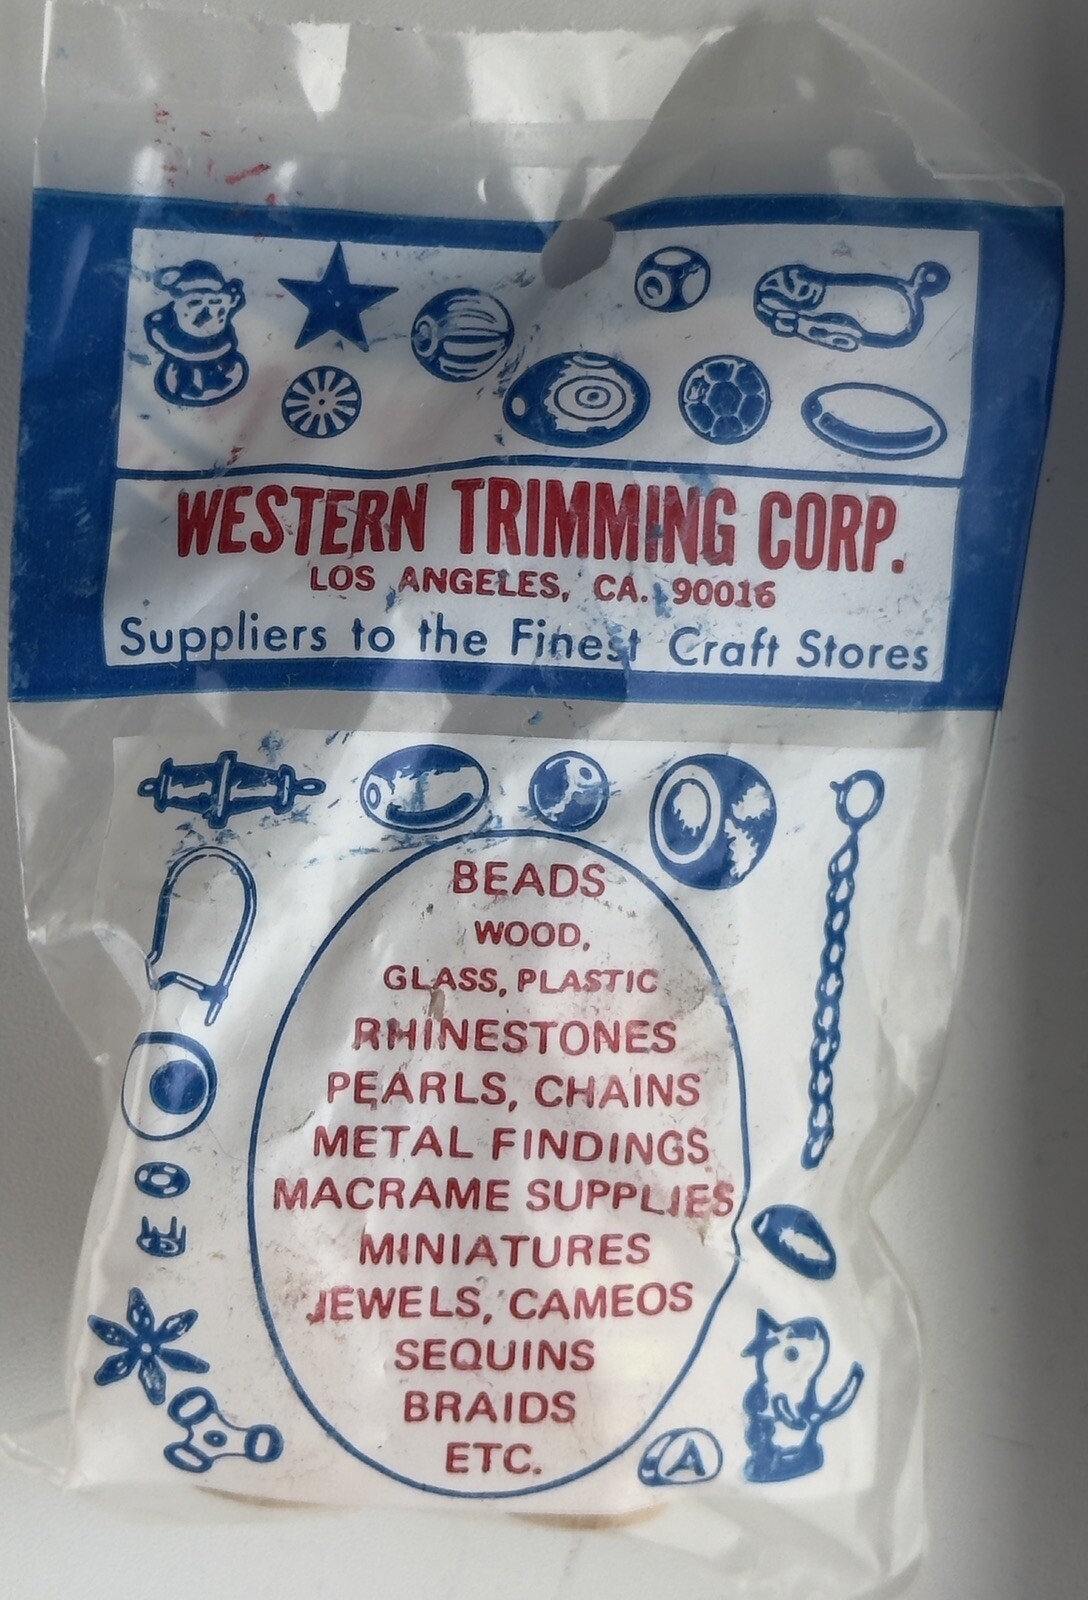 WESTERN TRIMMING CORP.
LOS ANGELES, CA. 90016
Suppliers to the Finest Craft Stores
BEADS
WOOD,
GLASS, PLASTIC
RHINESTONES
PEARLS, CHAINS
METAL FINDINGS
MACRAME SUPPLIES
MINIATURES
JEWELS, CAMEOS
SEQUINS
BRAIDS
ETC.
A